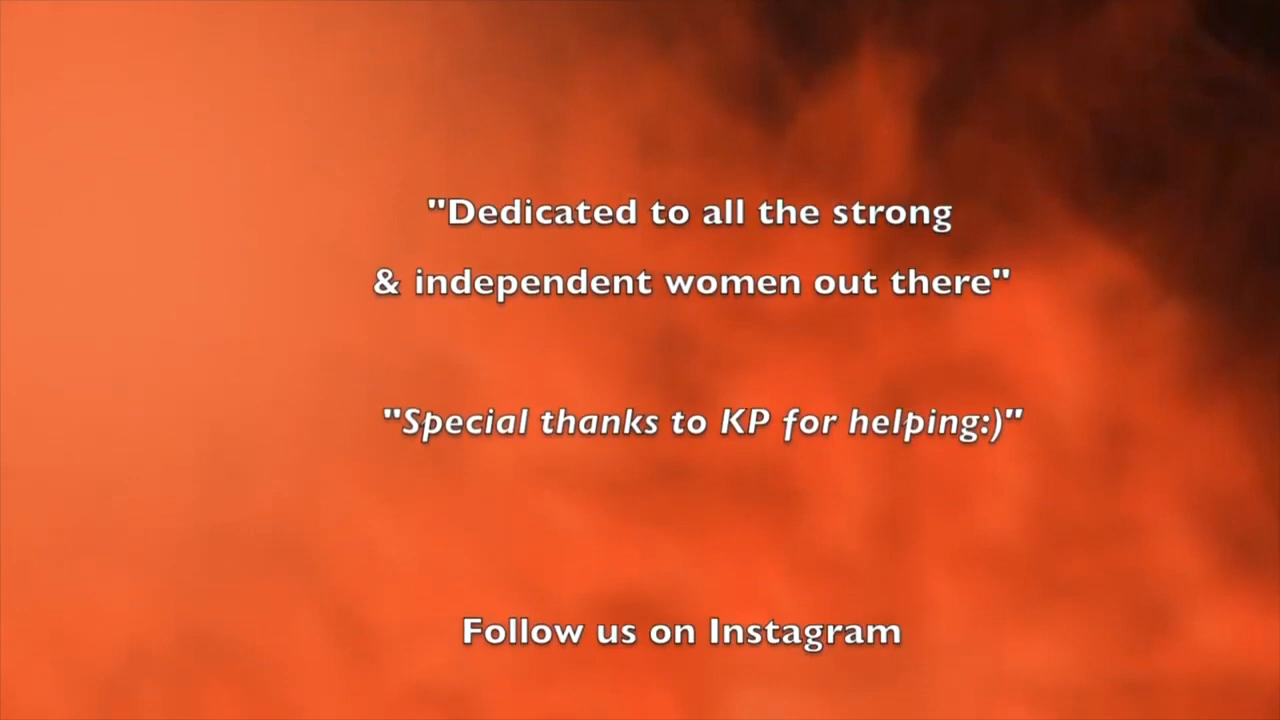 "Dedicated to all the strong
& independent women out there"
"Special thanks to KP for helping:)"
Follow us on Instagram